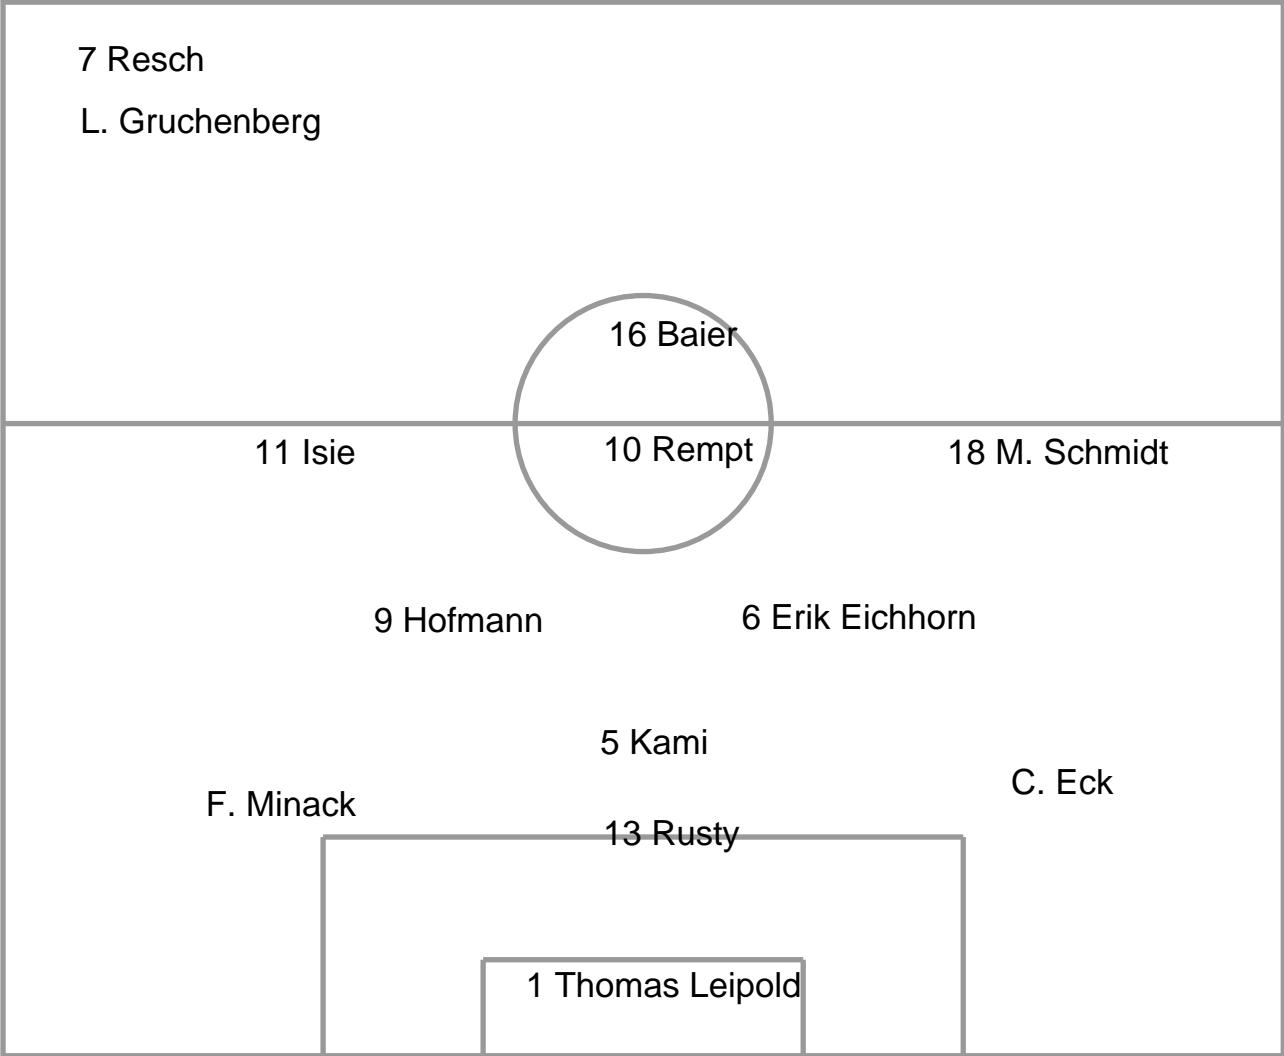 7 Resch
L. Gruchenberg
16 Baier
11 Isie
10 Rempt
18 M. Schmidt
9 Hofmann
6 Erik Eichhorn
5 Kami
C. Eck
F. Minack
13 Rusty
1 Thomas Leipold